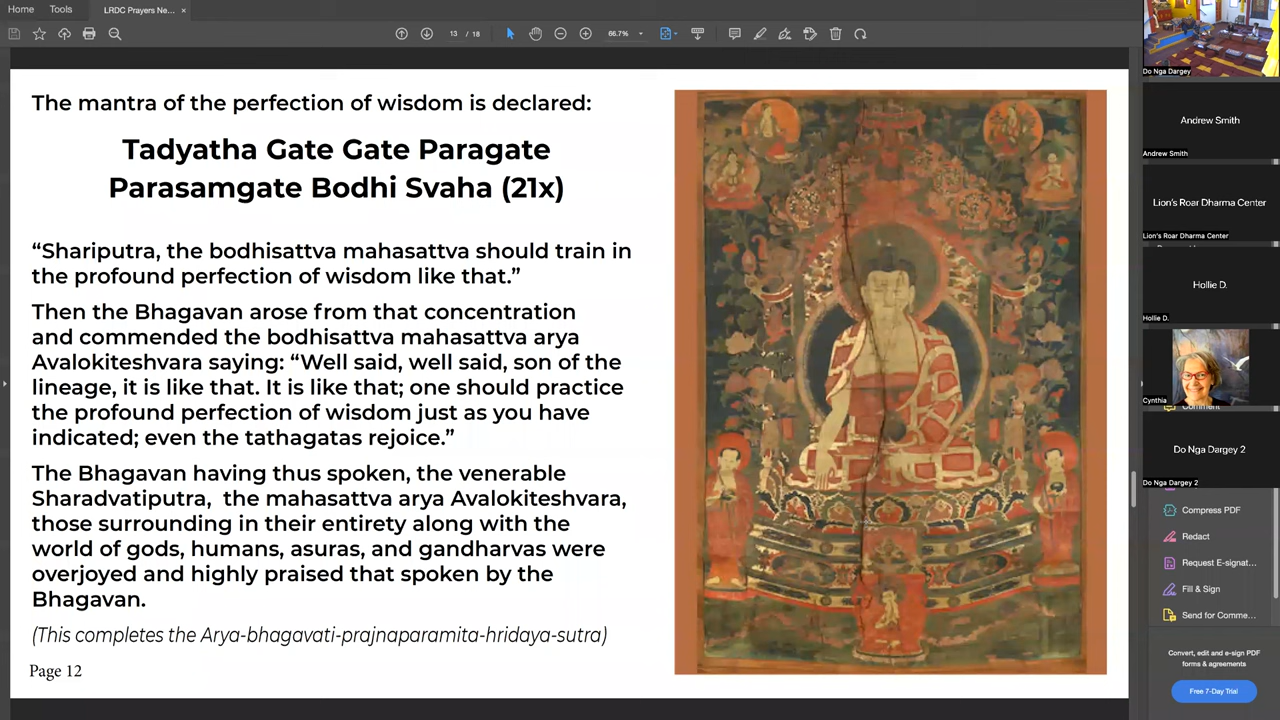 Home
Tools
LRDC Prayers Ne...
×
13 / 18
66.7%
The mantra of the perfection of wisdom is declared:
Tadyatha Gate Gate Paragate
Parasamgate Bodhi Svaha (21x)
“Shariputra, the bodhisattva mahasattva should train in
the profound perfection of wisdom like that.”
Then the Bhagavan arose from that concentration
and commended the bodhisattva mahasattva arya
Avalokiteshvara saying: “Well said, well said, son of the
lineage, it is like that. It is like that; one should practice
the profound perfection of wisdom just as you have
indicated; even the tathagatas rejoice.”
The Bhagavan having thus spoken, the venerable
Sharadvatiputra,  the mahasattva arya Avalokiteshvara,
those surrounding in their entirety along with the
world of gods, humans, asuras, and gandharvas were
overjoyed and highly praised that spoken by the
Bhagavan.
(This completes the Arya-bhagavati-prajnaparamita-hridaya-sutra)
Page 12
Do Nga Dargey
Andrew Smith
Andrew Smith
Lion's Roar Dharma Center
Lion's Roar Dharma Center
Hollie D.
Hollie D.
Cynthia
Comment
Do Nga Dargey 2
Do Nga Dargey 2
Compress PDF
Redact
Request E-signat...
Fill & Sign
Send for Comme...
Convert, edit and e-sign PDF
forms & agreements
Free 7-Day Trial